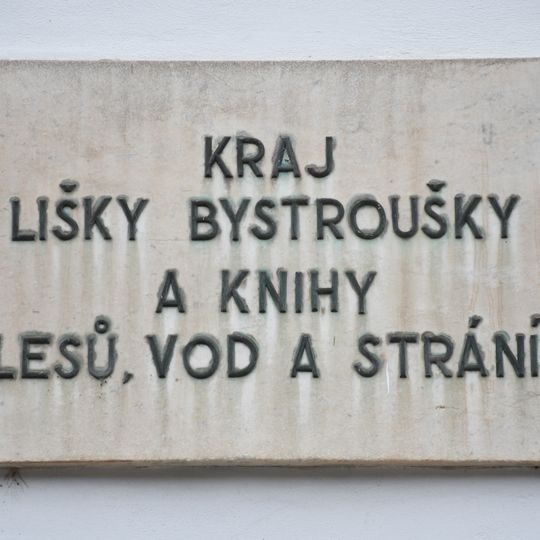 KRAJ
LIŠKY BYSTROUŠKY
A KNIHY
LESŮ, VOD A STRÁNÍ